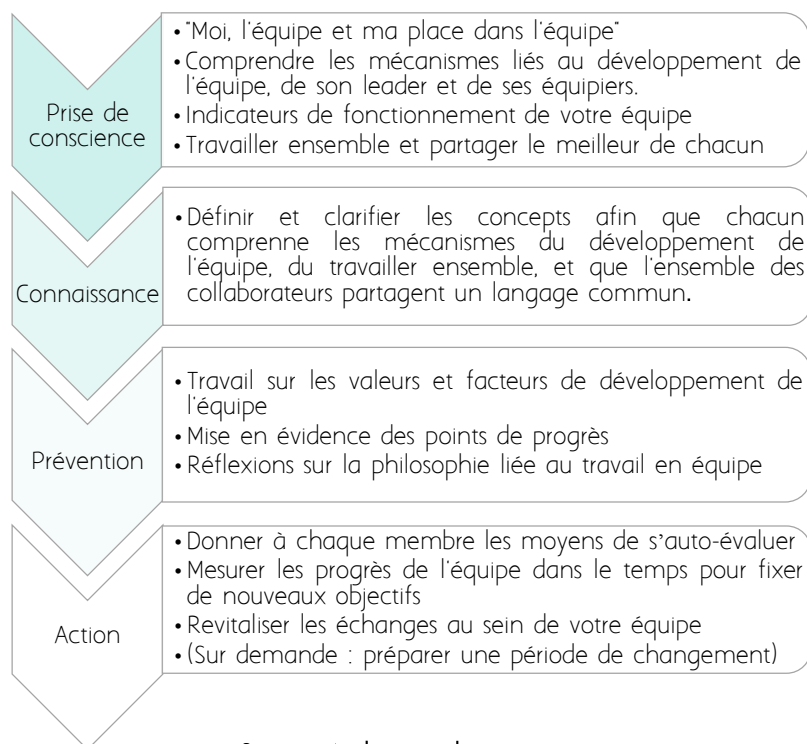 Prise de
conscience
• "Moi, l'équipe et ma place dans l'équipe"
• Comprendre les mécanismes liés au développement de
l'équipe, de son leader et de ses équipiers.
• Indicateurs de fonctionnement de votre équipe
• Travailler ensemble et partager le meilleur de chacun
Connaissance
• Définir et clarifier les concepts afin que chacun
comprenne les mécanismes du développement de
l'équipe, du travailler ensemble, et que l'ensemble des
collaborateurs partagent un langage commun.
Prévention
• Travail sur les valeurs et facteurs de développement de
l'équipe
• Mise en évidence des points de progrès
• Réflexions sur la philosophie liée au travail en équipe
Action
• Donner à chaque membre les moyens de s'auto-évaluer
• Mesurer les progrès de l'équipe dans le temps pour fixer
de nouveaux objectifs
• Revitaliser les échanges au sein de votre équipe
• (Sur demande : préparer une période de changement)